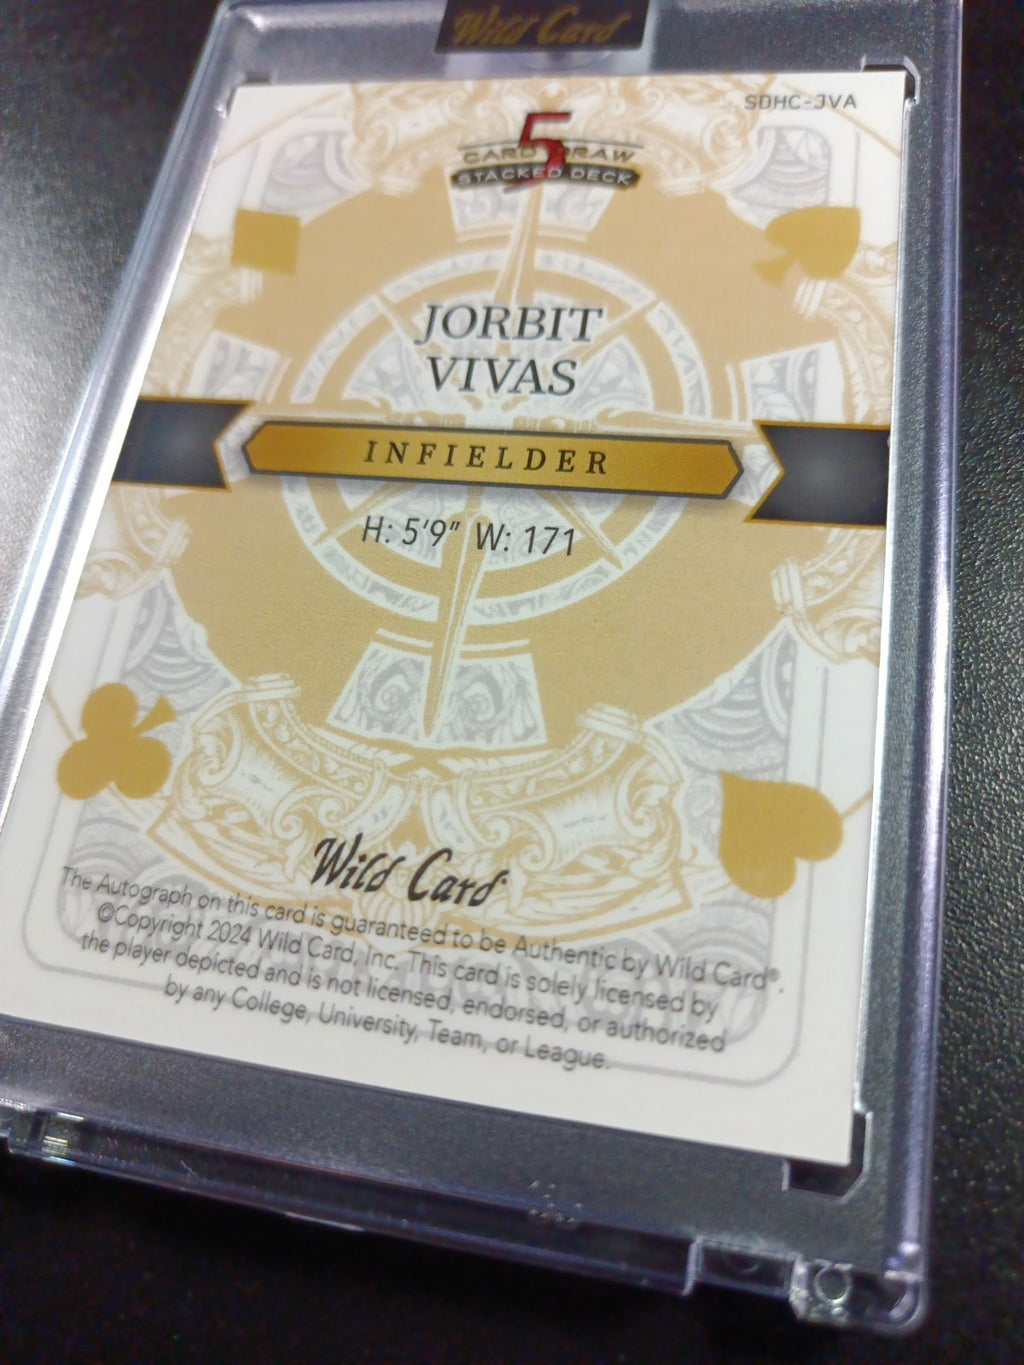 Wild Card
SDHC-JVA
5
CARD DRAW
STACKED DECK
JORBIT
VIVAS
INFIELDER
H: 5'9" W: 171
Wild Card
The Autograph on this card is guaranteed to be Authentic by Wild Card®.
©Copyright 2024 Wild Card, Inc. This card is solely licensed by
the player depicted and is not licensed, endorsed, or authorized
by any College, University, Team, or League.